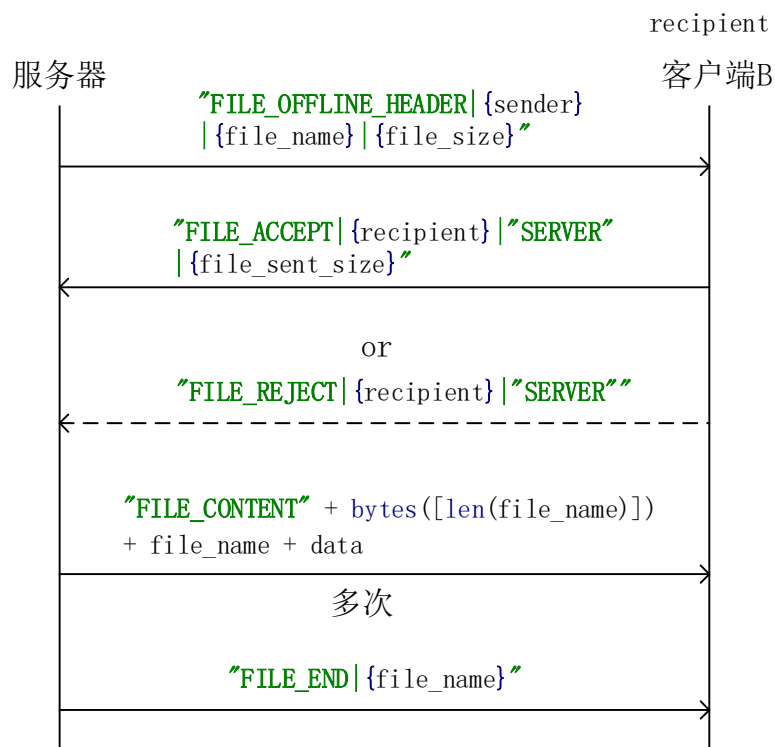 recipient
服务器
客户端B
"FILE_OFFLINE_HEADER|{sender}
|{file_name}|{file_size}"
"FILE_ACCEPT|{recipient}|"SERVER"
|{file_sent_size}"
or
"FILE_REJECT|{recipient}|"SERVER""
"FILE_CONTENT" + bytes([len(file_name)])
+ file_name + data
多次
"FILE_END|{file_name}"